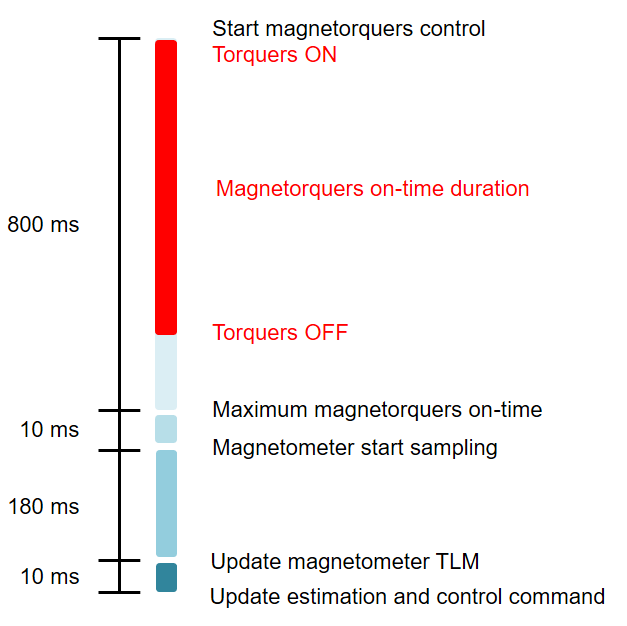 Start magnetorquers control
Torquers ON
Magnetorquers on-time duration
800 ms
Torquers OFF
Maximum magnetorquers on-time
10 ms
Magnetometer start sampling
180 ms
Update magnetometer TLM
10 ms
Update estimation and control command